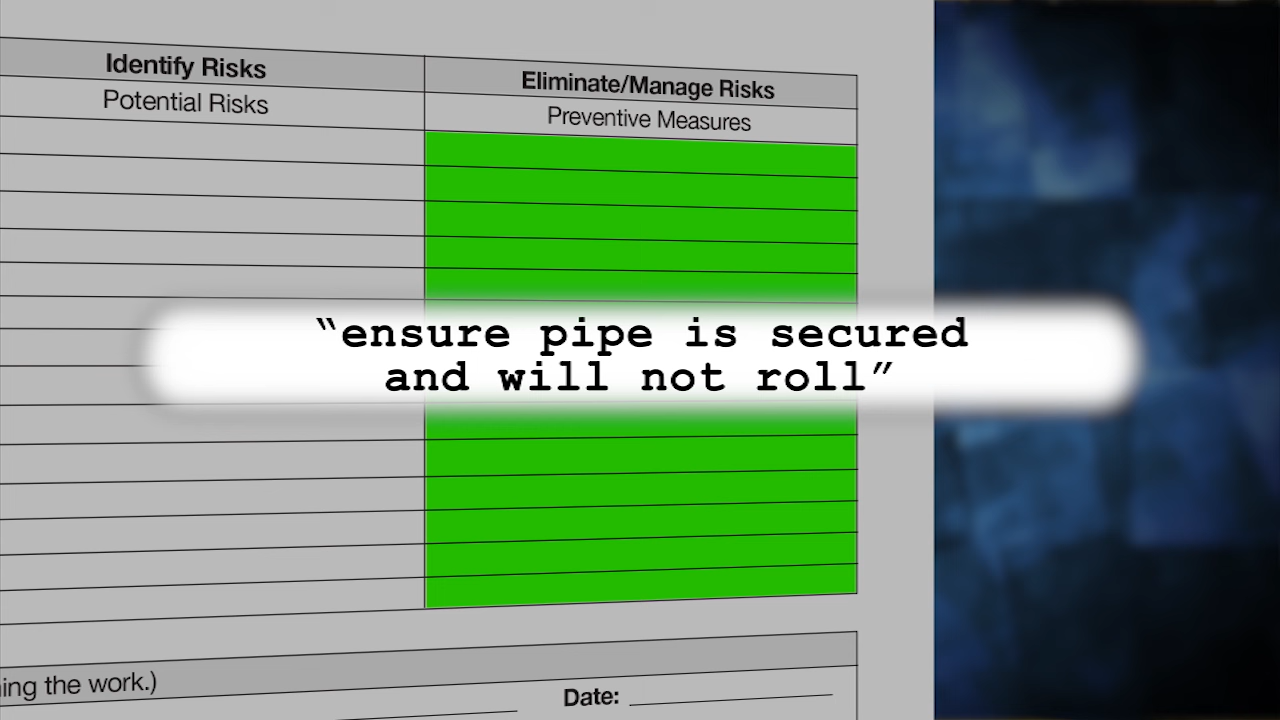 Identify Risks
Eliminate/Manage Risks
Potential Risks
Preventive Measures
“ensure pipe is secured
and will not roll”
the work.)
Date: